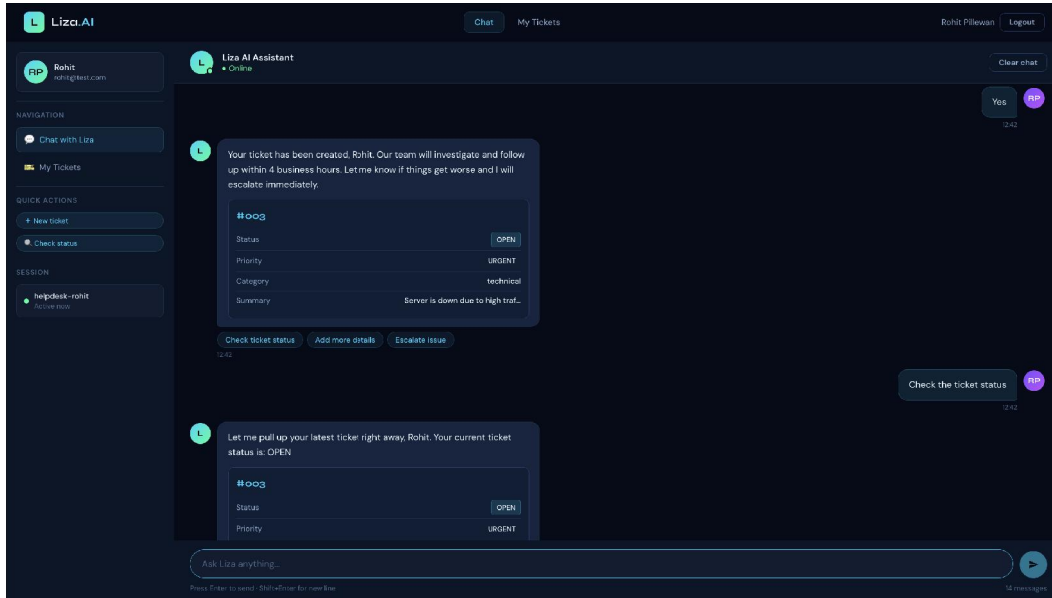 L Liza.AI
Chat My Tickets
Rohit Pillewan Logout
RP Rohit
rohit@test.com
NAVIGATION
Chat with Liza
My Tickets
QUICK ACTIONS
+ New ticket
Check status
SESSION
helpdesk-rohit
Active now
L Liza AI Assistant
Online
Clear chat
Yes RP
12:42
L
Your ticket has been created, Rohit. Our team will investigate and follow
up within 4 business hours. Let me know if things get worse and I will
escalate immediately.
#003
Status OPEN
Priority URGENT
Category technical
Summary Server is down due to high traf...
Check ticket status Add more details Escalate issue
12:42
Check the ticket status RP
12:42
L
Let me pull up your latest ticket right away, Rohit. Your current ticket
status is: OPEN
#003
Status OPEN
Priority URGENT
Ask Liza anything...
Press Enter to send · Shift+Enter for new line
14 messages